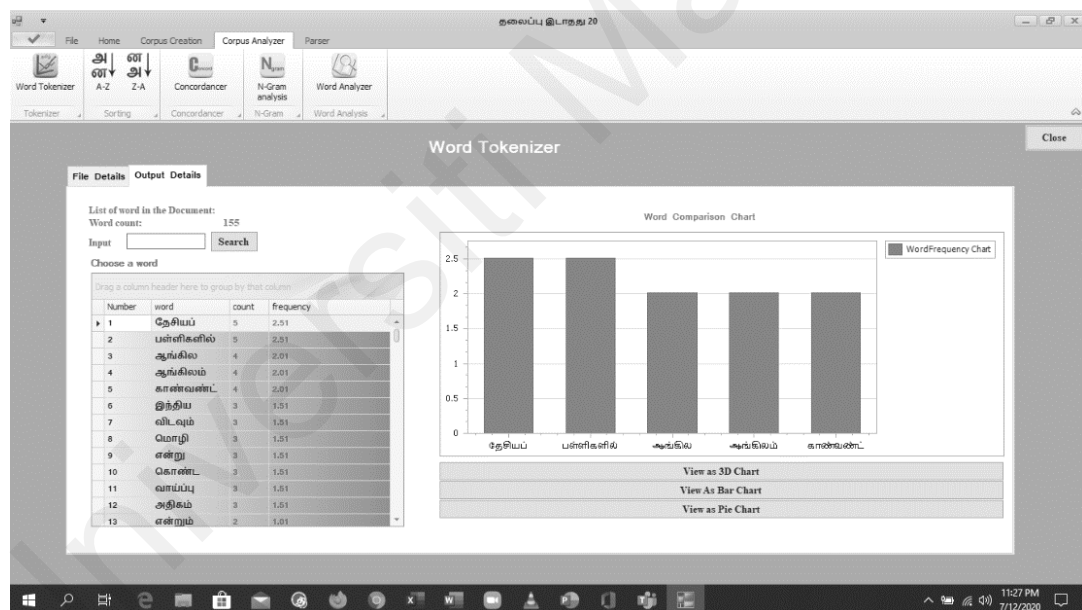 தலைப்பு இடாதது 20
File Home Corpus Creation Corpus Analyzer Parser
அ ன
ன அ
Word Tokenizer A-Z Z-A Concordancer N-Gram analysis Word Analyzer
Tokenizer Sorting Concordancer N-Gram Word Analysis
Close
Word Tokenizer
File Details Output Details
List of word in the Document:
Word count: 155
Input Search
Choose a word
Drag a column header here to group by that column
Number word count frequency
1 தேசியப் 5 2.51
2 பள்ளிகளில் 5 2.51
3 ஆங்கில 4 2.01
4 ஆங்கிலம் 4 2.01
5 காண்வண்ட் 4 2.01
6 இந்திய 3 1.51
7 விடவும் 3 1.51
8 மொழி 3 1.51
9 என்று 3 1.51
10 கொண்ட 3 1.51
11 வாய்ப்பு 3 1.51
12 அதிகம் 3 1.51
13 என்றும் 2 1.01
Word Comparison Chart
WordFrequency Chart
2.5
2
1.5
1
0.5
0
தேசியப் பள்ளிகளில் ஆங்கில ஆங்கிலம் காண்வண்ட்
View as 3D Chart
View As Bar Chart
View as Pie Chart
Universiti Ma
11:27 PM
7/12/2020